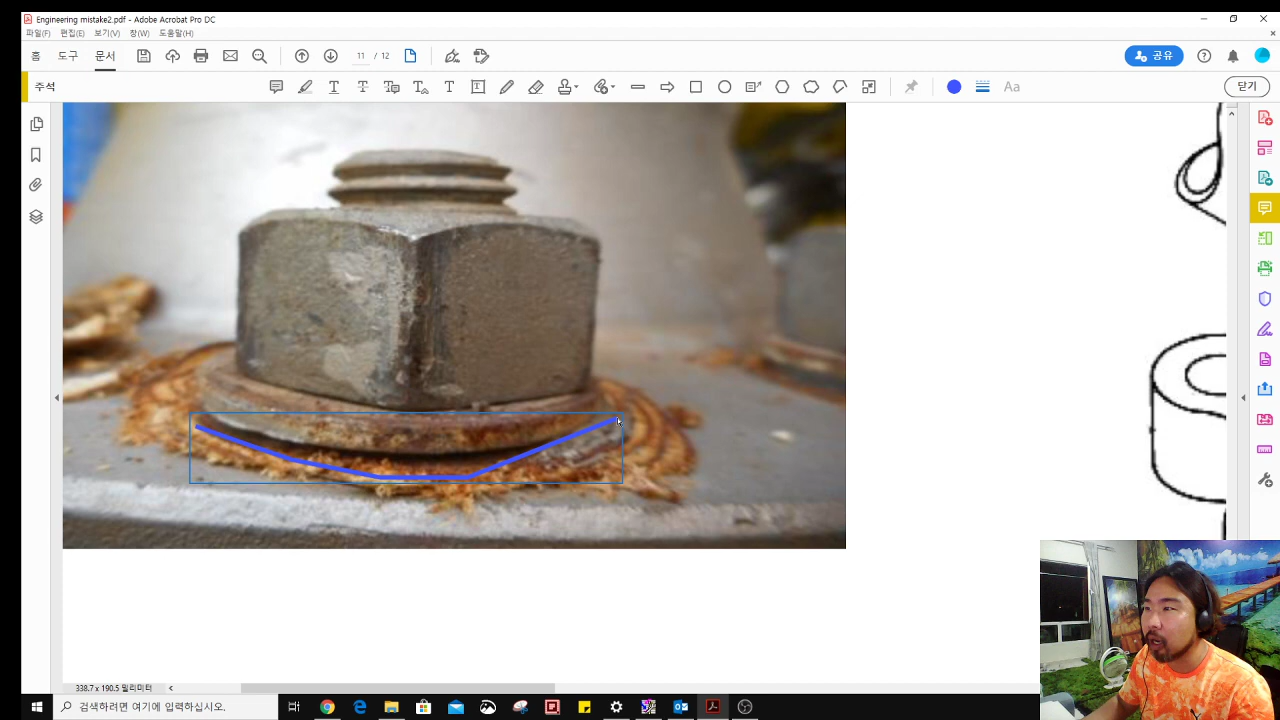 Engineering mistake2.pdf - Adobe Acrobat Pro DC
파일(F) 편집(E) 보기(V) 창(W) 도움말(H)
홈 도구 문서 11 / 12 공유
주석 T T T T T Aa 닫기
338.7 x 190.5 밀리미터
검색하려면 여기에 입력하십시오.